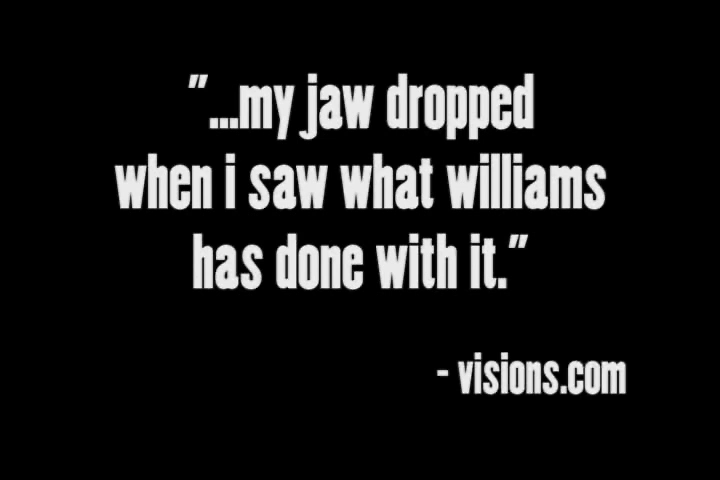 "...my jaw dropped
when i saw what williams
has done with it."
- visions.com